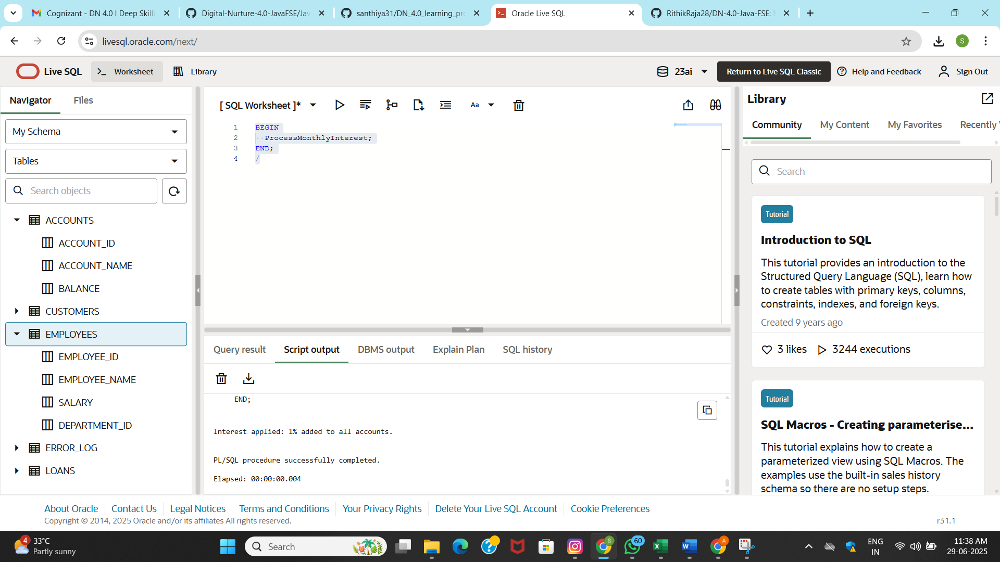 Cognizant - DN 4.0 I Deep Skilli
Digital-Nurture-4.0-JavaFSE/Jav
santhiya31/DN_4.0_learning_pro
Oracle Live SQL
RithikRaja28/DN-4.0-Java-FSE: M
livesql.oracle.com/next/
S
Live SQL
Worksheet
Library
23ai
Return to Live SQL Classic
Help and Feedback
Sign Out
Navigator
Files
My Schema
Tables
Search objects
ACCOUNTS
ACCOUNT_ID
ACCOUNT_NAME
BALANCE
CUSTOMERS
EMPLOYEES
EMPLOYEE_ID
EMPLOYEE_NAME
SALARY
DEPARTMENT_ID
ERROR_LOG
LOANS
[ SQL Worksheet ]*
Aa
1 BEGIN
2 ProcessMonthlyInterest;
3 END;
4 /
Query result
Script output
DBMS output
Explain Plan
SQL history
END;
Interest applied: 1% added to all accounts.
PL/SQL procedure successfully completed.
Elapsed: 00:00:00.004
Library
Community
My Content
My Favorites
Recently
Search
Tutorial
Introduction to SQL
This tutorial provides an introduction to the
Structured Query Language (SQL), learn how
to create tables with primary keys, columns,
constraints, indexes, and foreign keys.
Created 9 years ago
3 likes
3244 executions
Tutorial
SQL Macros - Creating parameterise...
This tutorial explains how to create a
parameterized view using SQL Macros. The
examples use the built-in sales history
schema so there are no setup steps.
About Oracle
Contact Us
Legal Notices
Terms and Conditions
Your Privacy Rights
Delete Your Live SQL Account
Cookie Preferences
Copyright © 2014, 2025 Oracle and/or its affiliates All rights reserved.
r31.1
4
33°C
Partly sunny
Search
S
60
A
ENG
IN
11:38 AM
29-06-2025